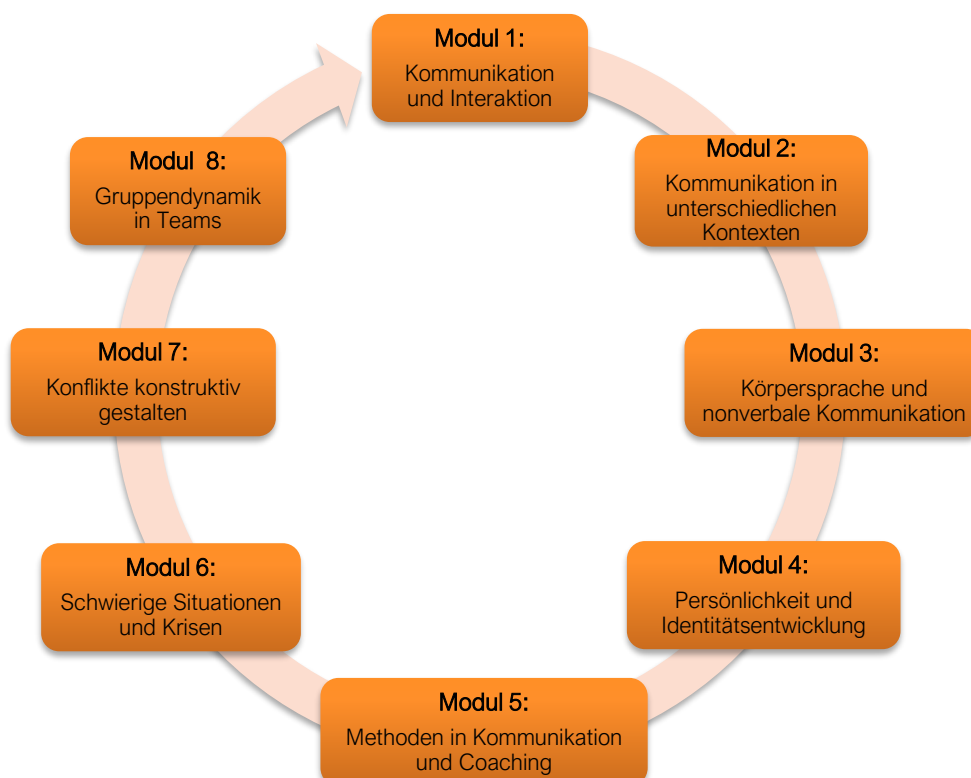 Modul 1:
Kommunikation
und Interaktion
Modul 2:
Kommunikation in
unterschiedlichen
Kontexten
Modul 3:
Körpersprache und
nonverbale Kommunikation
Modul 4:
Persönlichkeit und
Identitätsentwicklung
Modul 5:
Methoden in Kommunikation
und Coaching
Modul 6:
Schwierige Situationen
und Krisen
Modul 7:
Konflikte konstruktiv
gestalten
Modul 8:
Gruppendynamik
in Teams